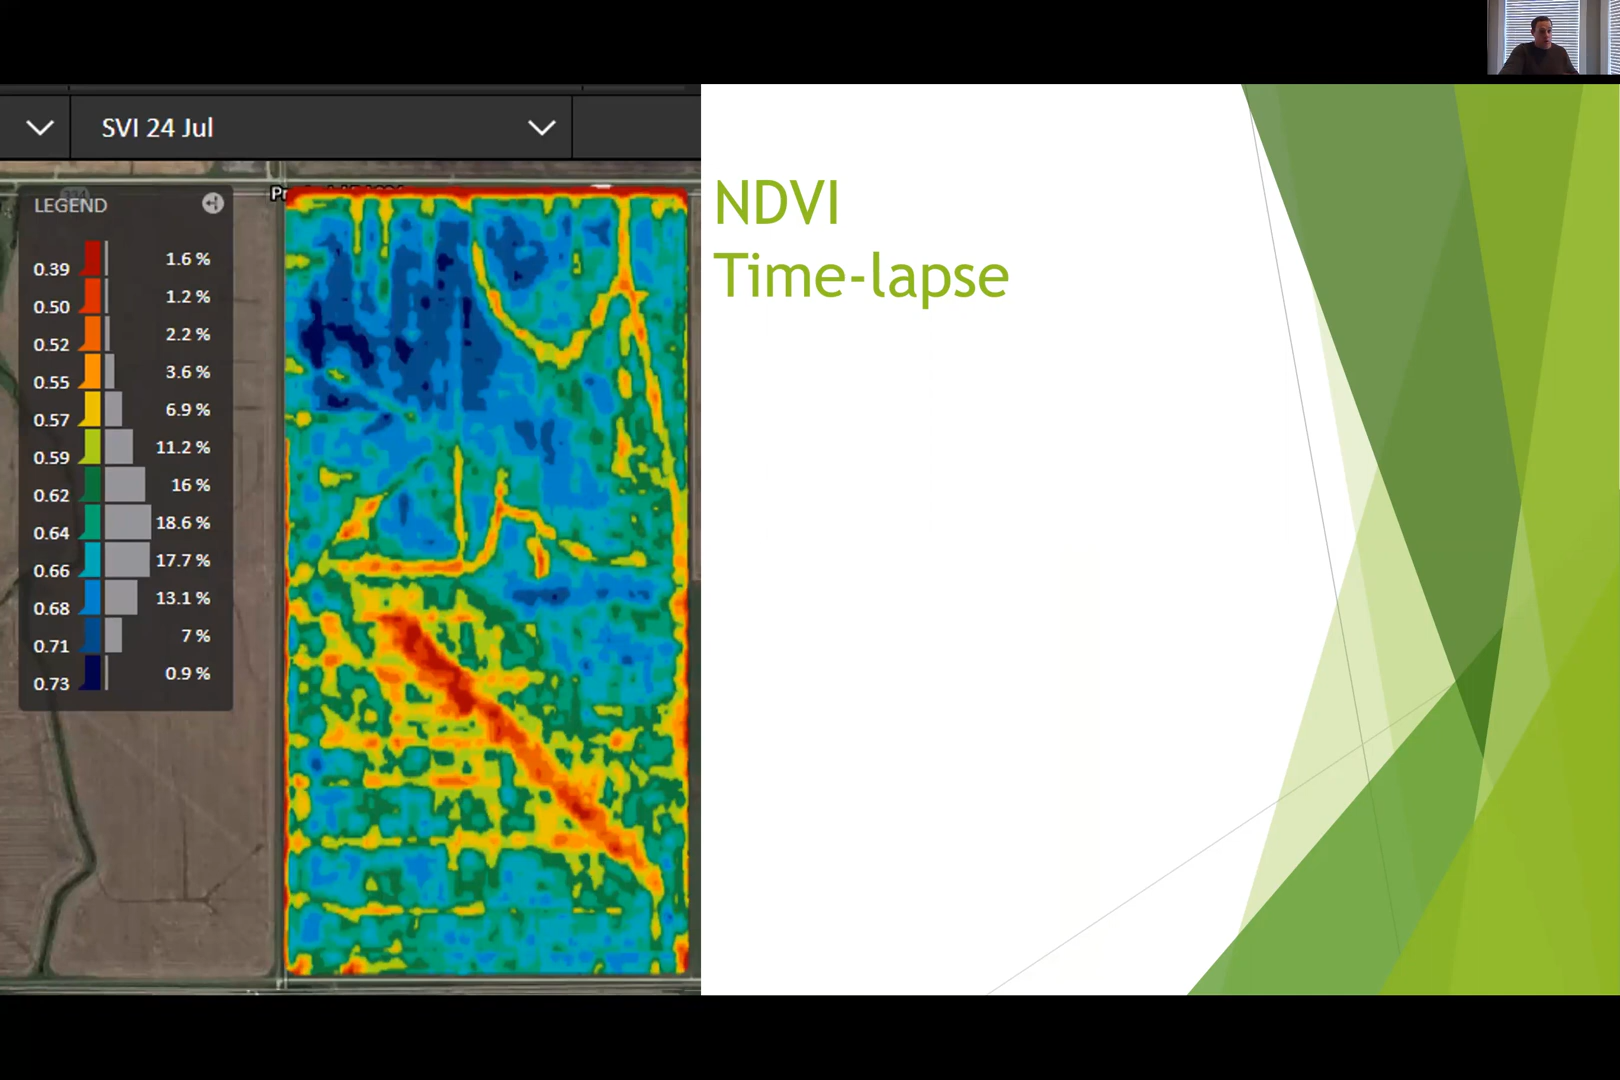 SVI 24 Jul
LEGEND
0.39 1.6 %
0.50 1.2 %
0.52 2.2 %
0.55 3.6 %
0.57 6.9 %
0.59 11.2 %
0.62 16 %
0.64 18.6 %
0.66 17.7 %
0.68 13.1 %
0.71 7 %
0.73 0.9 %
NDVI
Time-lapse